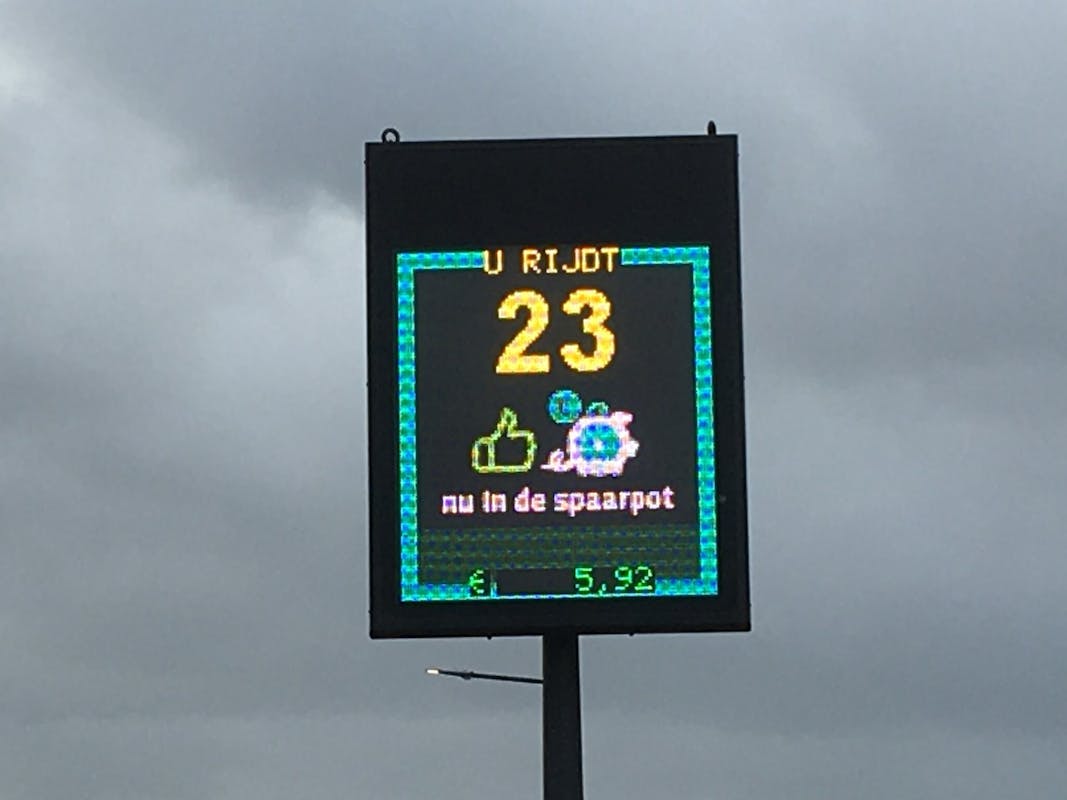 U RIJDT
23
nu in de spaarpot
€ 5,92